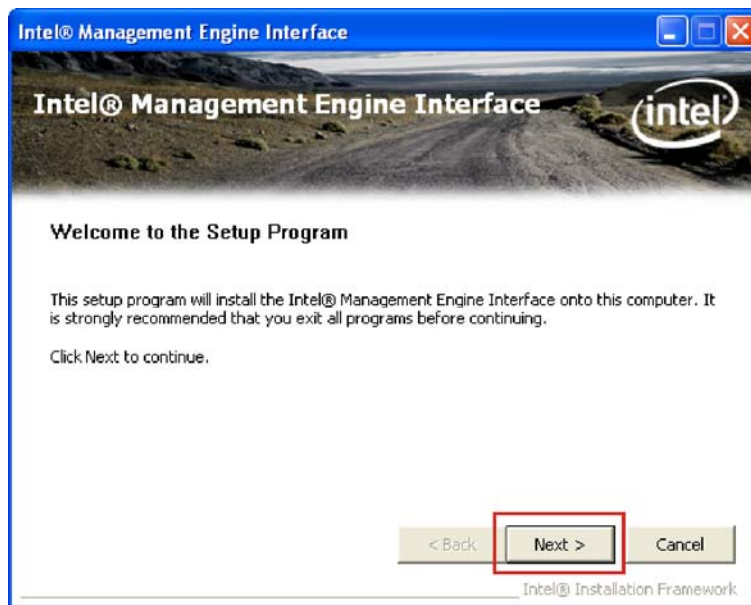 Intel® Management Engine Interface
Intel® Management Engine Interface
intel
Welcome to the Setup Program
This setup program will install the Intel® Management Engine Interface onto this computer. It
is strongly recommended that you exit all programs before continuing.
Click Next to continue.
< Back
Next >
Cancel
Intel® Installation Framework